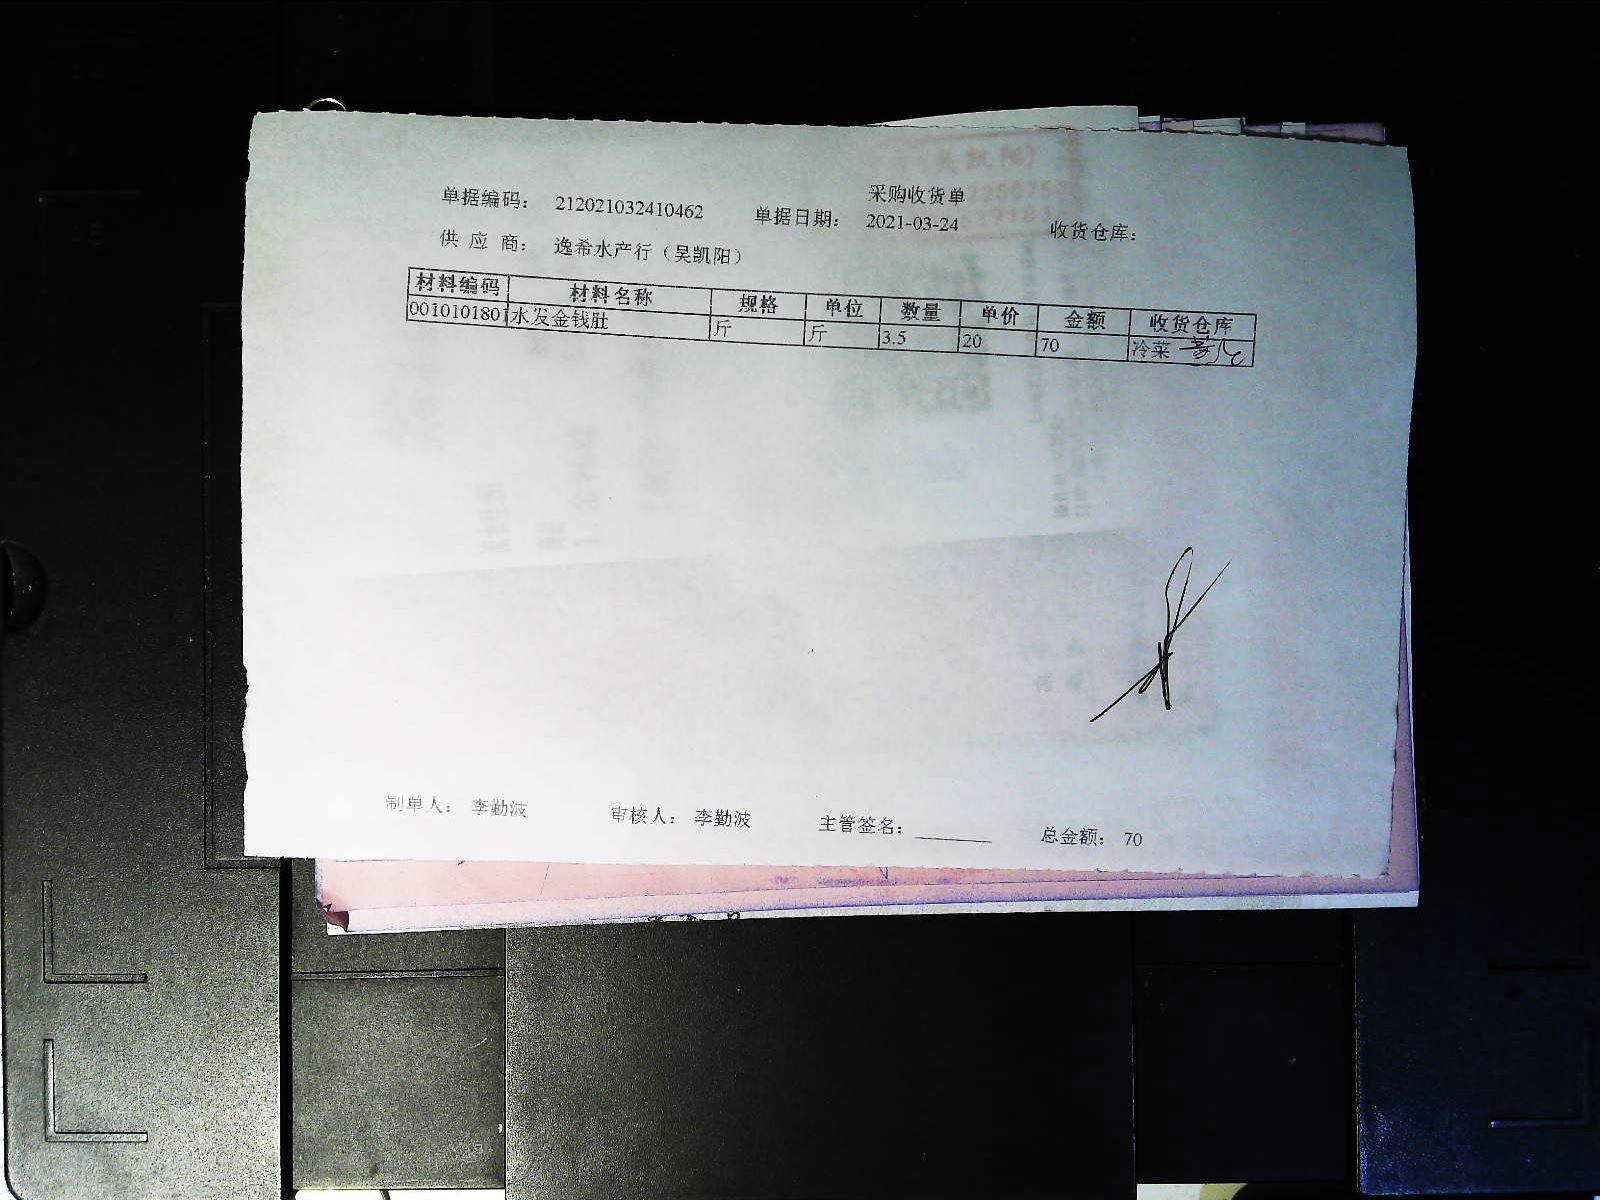 采购收货单
单据编码： 212021032410462 单据日期： 2021-03-24 收货仓库：
供 应 商： 逸希水产行（吴凯阳）
材料编码 材料名称 规格 单位 数量 单价 金额 收货仓库
0010101801 水发金钱肚 斤 斤 3.5 20 70 冷菜
制单人： 李勤波 审核人： 李勤波 主管签名： 总金额： 70